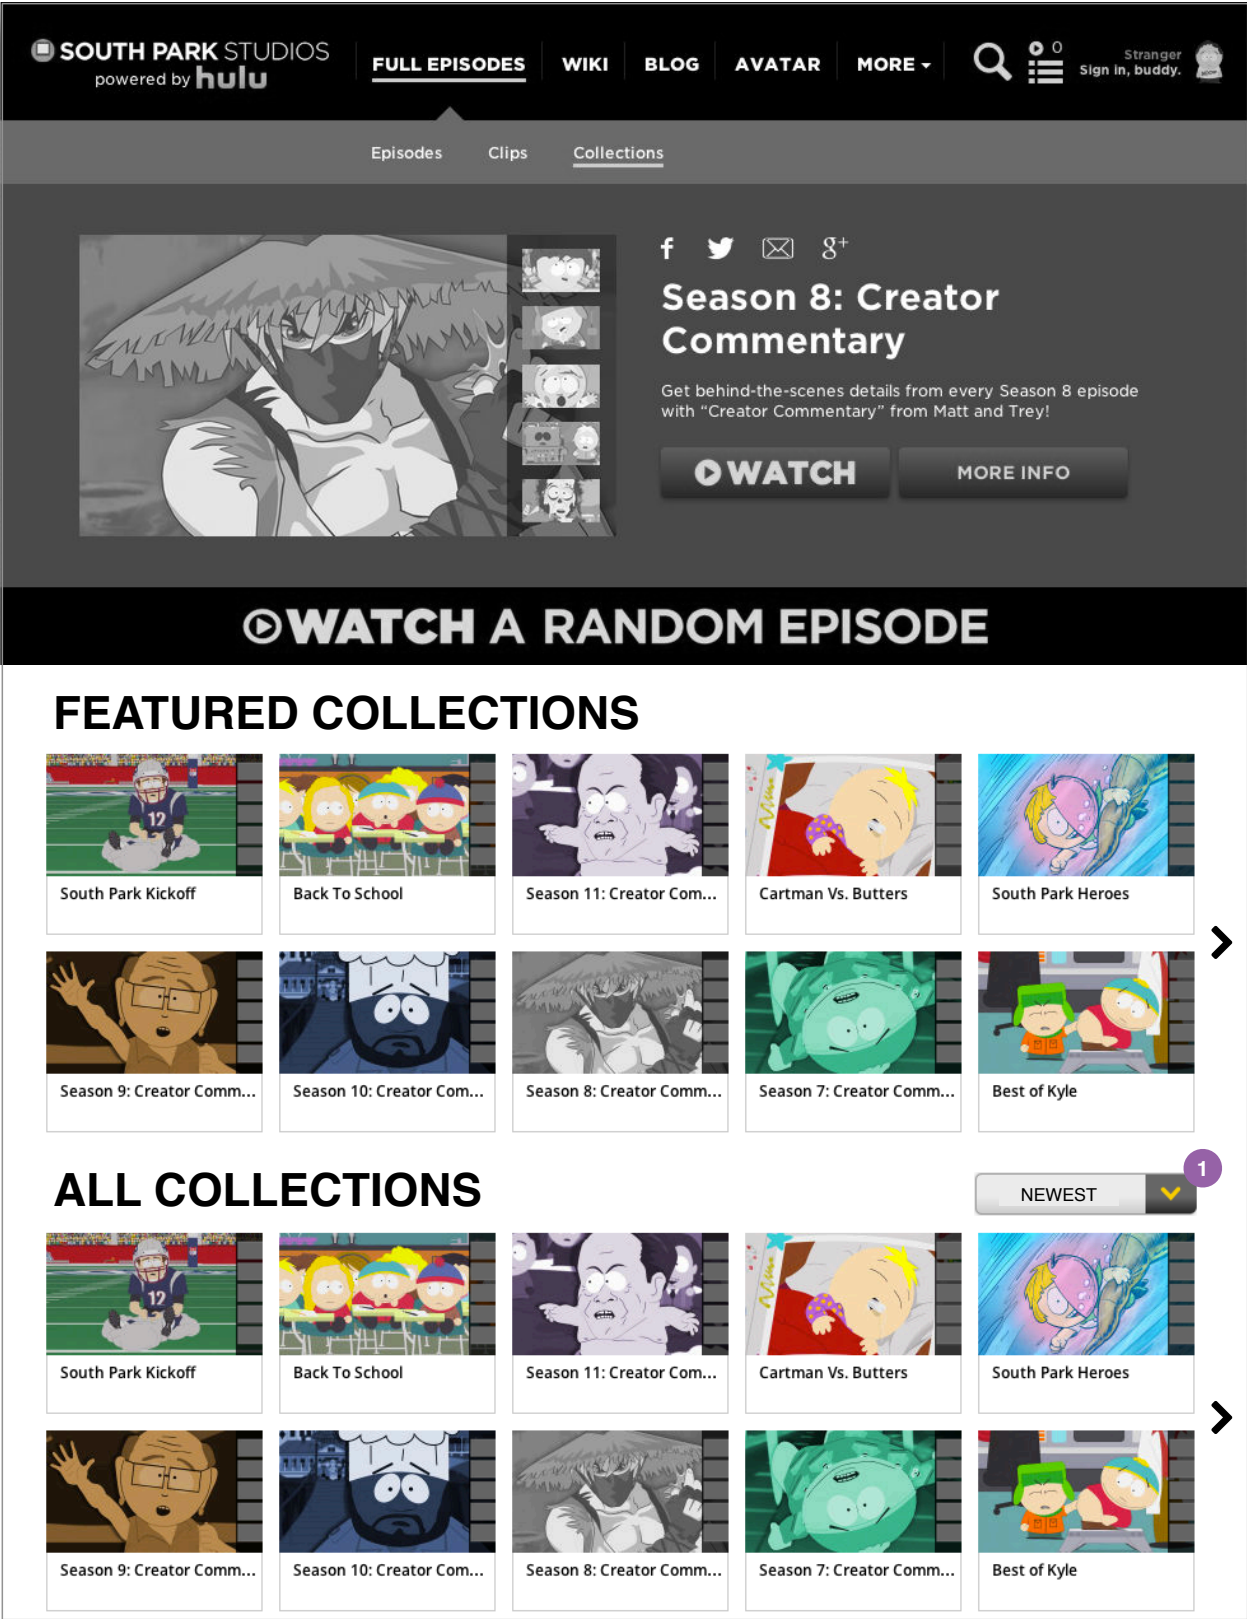 SOUTH PARK STUDIOS
powered by hulu
FULL EPISODES
WIKI
BLOG
AVATAR
MORE
0
Stranger
Sign in, buddy.
Episodes
Clips
Collections
f
g+
Season 8: Creator
Commentary
Get behind-the-scenes details from every Season 8 episode
with “Creator Commentary” from Matt and Trey!
WATCH
MORE INFO
WATCH A RANDOM EPISODE
FEATURED COLLECTIONS
12
South Park Kickoff
Back To School
Season 11: Creator Com...
Cartman Vs. Butters
South Park Heroes
Season 9: Creator Comm...
Season 10: Creator Com...
Season 8: Creator Comm...
Season 7: Creator Comm...
Best of Kyle
ALL COLLECTIONS
NEWEST
1
12
South Park Kickoff
Back To School
Season 11: Creator Com...
Cartman Vs. Butters
South Park Heroes
Season 9: Creator Comm...
Season 10: Creator Com...
Season 8: Creator Comm...
Season 7: Creator Comm...
Best of Kyle